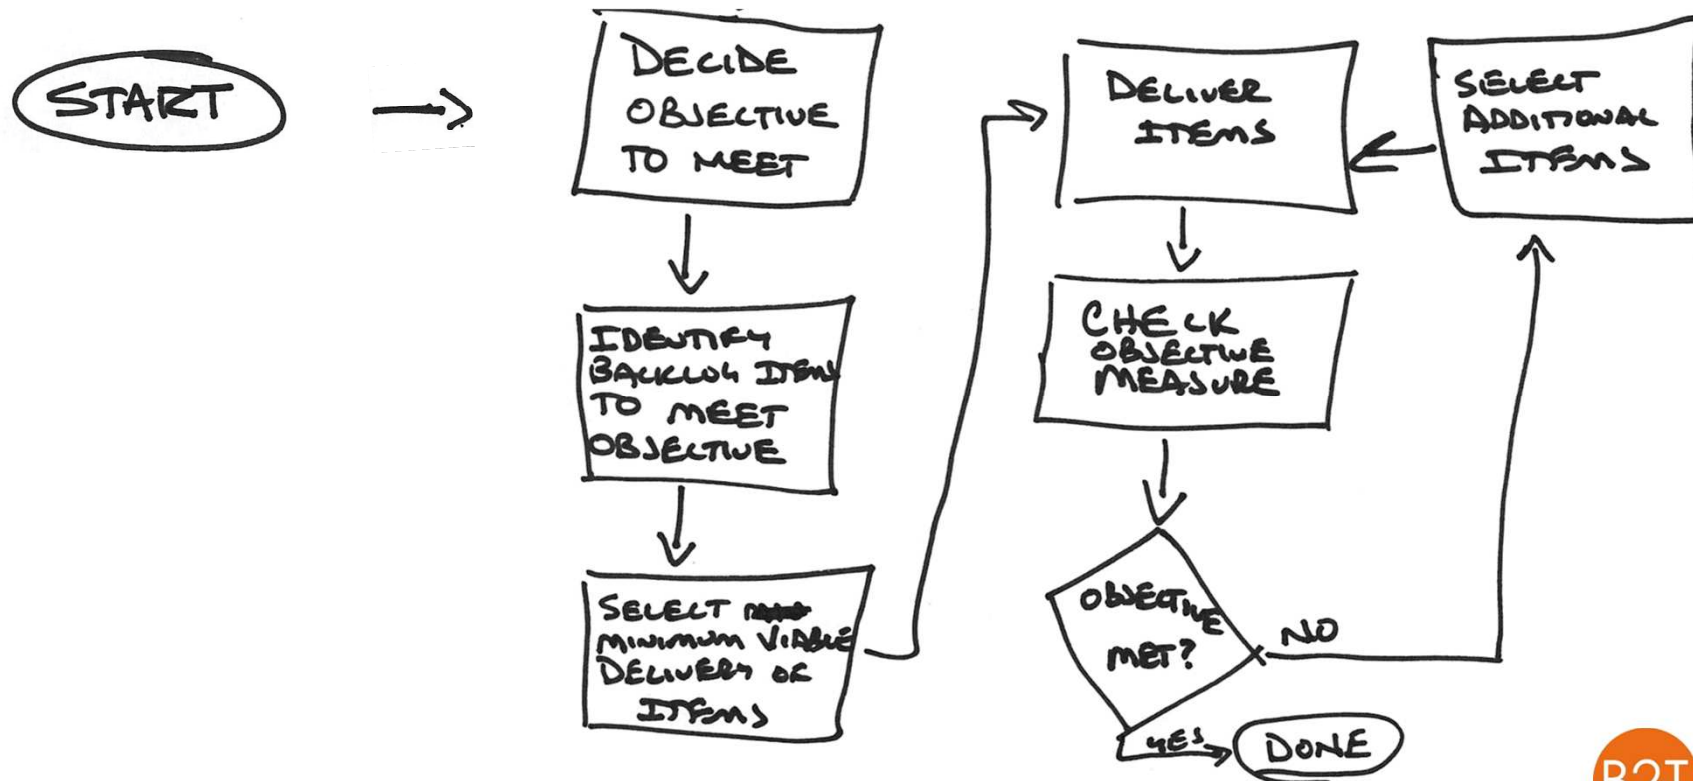 START
DECIDE
OBJECTIVE
TO MEET
IDENTIFY
BACKLOG ITEMS
TO MEET
OBJECTIVE
SELECT
MINIMUM VIABLE
DELIVERY OF
ITEMS
DELIVER
ITEMS
CHECK
OBJECTIVE
MEASURE
OBJECTIVE
MET?
NO
YES
DONE
SELECT
ADDITIONAL
ITEMS
B2T